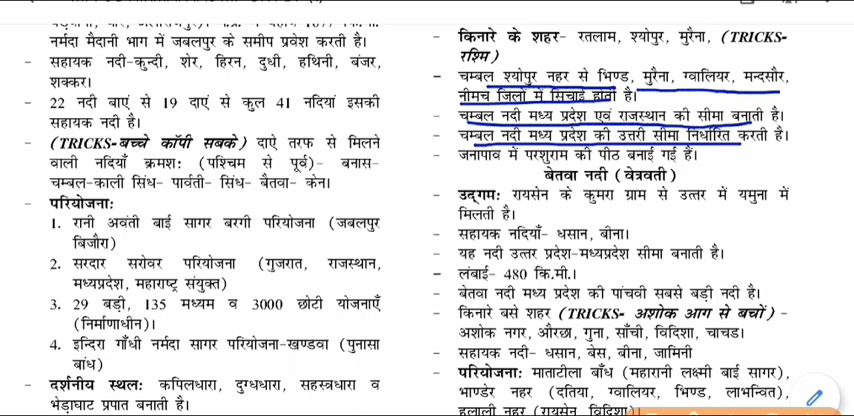 नर्मदा मैदानी भाग में जबलपुर के समीप प्रवेश करती है।
- सहायक नदी-कुन्दी, शेर, हिरन, दुधी, हथिनी, बंजर,
शक्कर।
- 22 नदी बाएं से 19 दाएं से कुल 41 नदियां इसकी
सहायक नदी है।
- (TRICKS-बच्चे कॉपी सबके) दाऐ तरफ से मिलने
वाली नदियाँ क्रमश: (पश्चिम से पूर्व)- बनास-
चम्बल-काली सिंध- पार्वती- सिंध- बैतवा- केन।
- परियोजना:
1. रानी अवंती बाई सागर बरगी परियोजना (जबलपुर
बिजौरा)
2. सरदार सरोवर परियोजना (गुजरात, राजस्थान,
मध्यप्रदेश, महाराष्ट्र संयुक्त)
3. 29 बड़ी, 135 मध्यम व 3000 छोटी योजनाएँ
(निर्माणाधीन)।
4. इन्दिरा गाँधी नर्मदा सागर परियोजना-खण्डवा (पुनासा
बांध)
- दर्शनीय स्थल: कपिलधारा, दुग्धधारा, सहस्त्रधारा व
भेड़ाघाट प्रपात बनाती है।
- किनारे के शहर- रतलाम, श्योपुर, मुरैना, (TRICKS-
रश्मि)
- चम्बल श्योपुर नहर से भिण्ड, मुरैना, ग्वालियर, मन्दसौर,
नीमच जिलों में सिंचाई होती है।
- चम्बल नदी मध्य प्रदेश एवं राजस्थान की सीमा बनाती है।
- चम्बल नदी मध्य प्रदेश की उत्तरी सीमा निर्धारित करती है।
- जनापाव में परशुराम की पीठ बनाई गई हैं।
बेतवा नदी (वेत्रवती)
- उद्गम: रायसेन के कुमरा ग्राम से उत्तर में यमुना में
मिलती है।
- सहायक नदियाँ- धसान, बीना।
- यह नदी उत्तर प्रदेश-मध्यप्रदेश सीमा बनाती है।
- लंबाई- 480 कि.मी.।
- बेतवा नदी मध्य प्रदेश की पांचवी सबसे बड़ी नदी है।
- किनारे बसे शहर (TRICKS- अशोक आग से बचों) -
अशोक नगर, औरछा, गुना, साँची, विदिशा, चाचड।
- सहायक नदी- धसान, बेस, बीना, जामिनी
- परियोजना: माताटीला बाँध (महारानी लक्ष्मी बाई सागर),
भाण्डेर नहर (दतिया, ग्वालियर, भिण्ड, लाभन्वित),
हलाली नहर (रायसेन विदिशा)।